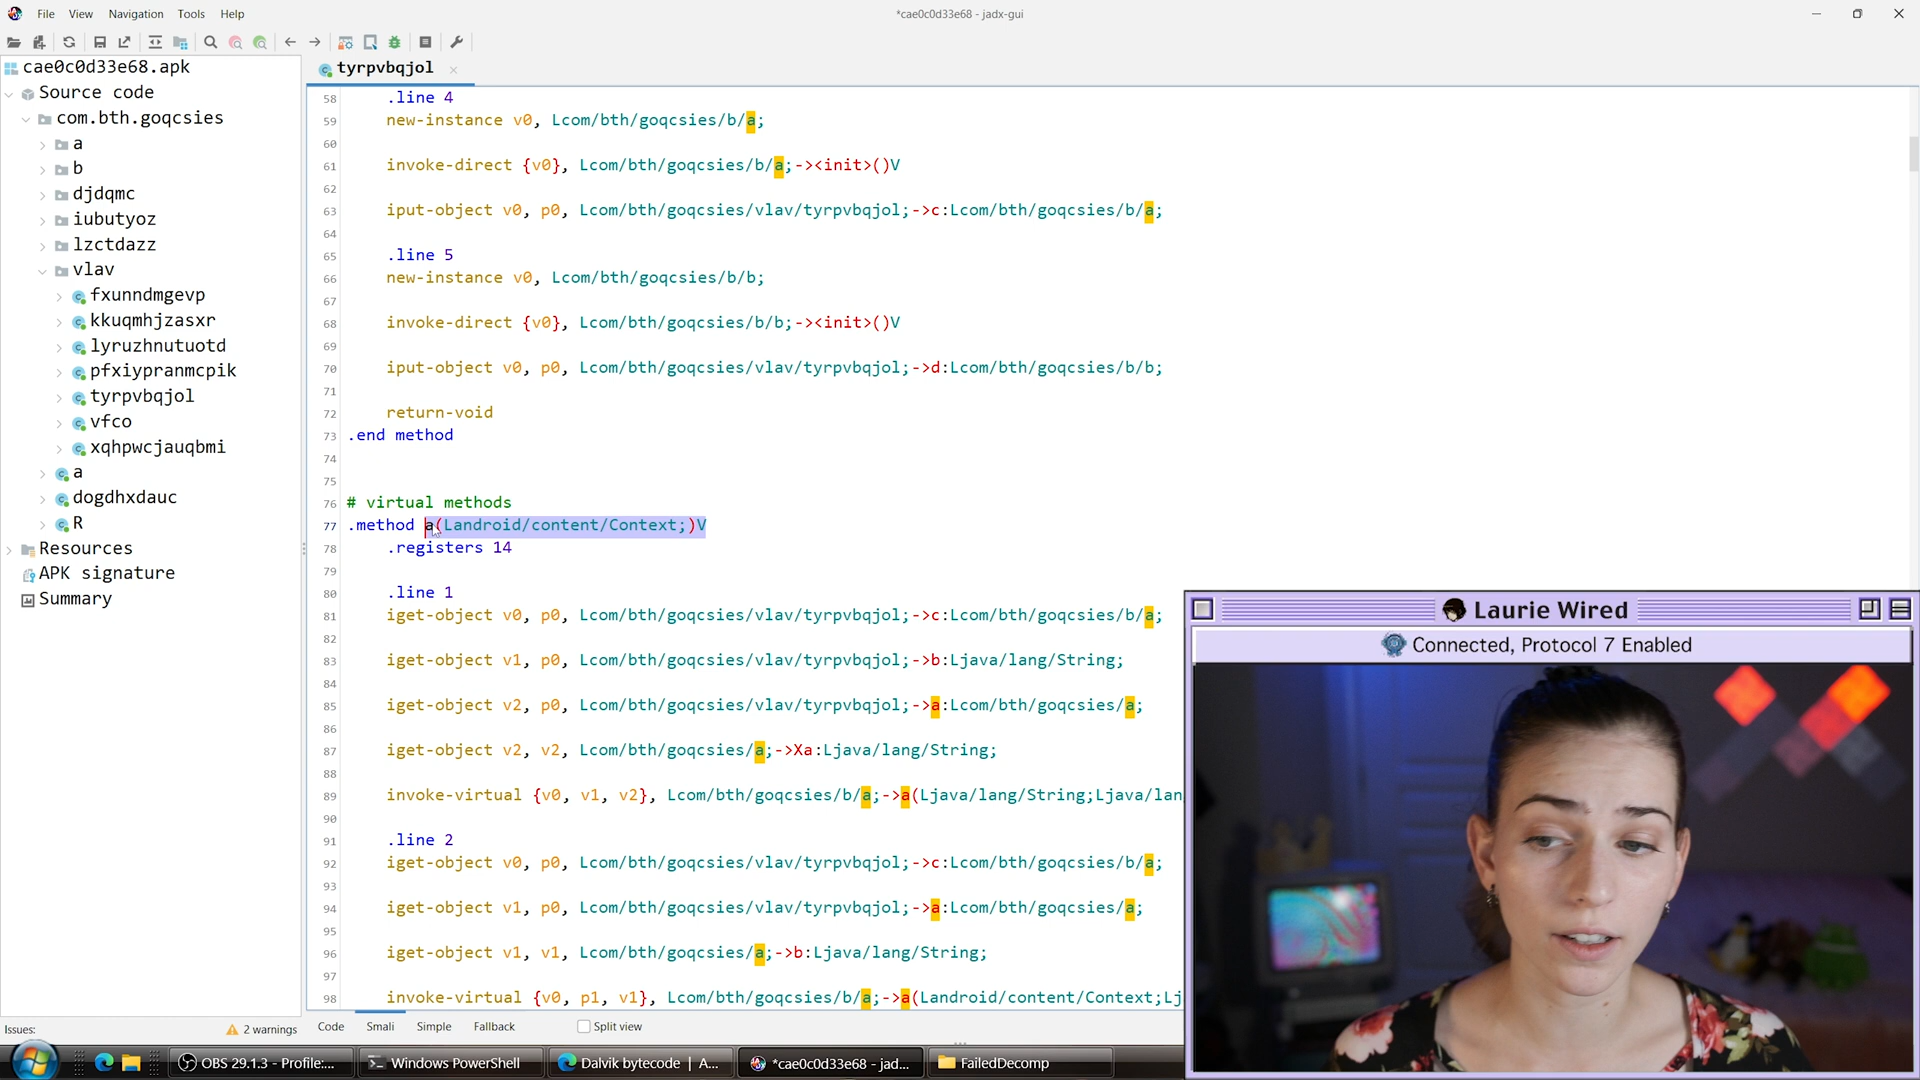 File View Navigation Tools Help
*cae0c0d33e68 - jadx-gui
cae0c0d33e68.apk
Source code
com.bth.goqcsies
a
b
djdqmc
iubutyoz
lzctdazz
vlav
fxunndmgevp
kkuqmhjzasxr
lyruzhnutuotd
pfxiypranmcpik
tyrpvbqjol
vfco
xqhpwcjauqbmi
a
dogdhxdauc
R
Resources
APK signature
Summary
Issues: 2 warnings
tyrpvbqjol
58 .line 4
59 new-instance v0, Lcom/bth/goqcsies/b/a;
60
61 invoke-direct {v0}, Lcom/bth/goqcsies/b/a;-><init>()V
62
63 iput-object v0, p0, Lcom/bth/goqcsies/vlav/tyrpvbqjol;->c:Lcom/bth/goqcsies/b/a;
64
65 .line 5
66 new-instance v0, Lcom/bth/goqcsies/b/b;
67
68 invoke-direct {v0}, Lcom/bth/goqcsies/b/b;-><init>()V
69
70 iput-object v0, p0, Lcom/bth/goqcsies/vlav/tyrpvbqjol;->d:Lcom/bth/goqcsies/b/b;
71
72 return-void
73 .end method
74
75
76 # virtual methods
77 .method a(Landroid/content/Context;)V
78 .registers 14
79
80 .line 1
81 iget-object v0, p0, Lcom/bth/goqcsies/vlav/tyrpvbqjol;->c:Lcom/bth/goqcsies/b/a;
82
83 iget-object v1, p0, Lcom/bth/goqcsies/vlav/tyrpvbqjol;->b:Ljava/lang/String;
84
85 iget-object v2, p0, Lcom/bth/goqcsies/vlav/tyrpvbqjol;->a:Lcom/bth/goqcsies/a;
86
87 iget-object v2, v2, Lcom/bth/goqcsies/a;->Xa:Ljava/lang/String;
88
89 invoke-virtual {v0, v1, v2}, Lcom/bth/goqcsies/b/a;->a(Ljava/lang/String;Ljava/lan
90
91 .line 2
92 iget-object v0, p0, Lcom/bth/goqcsies/vlav/tyrpvbqjol;->c:Lcom/bth/goqcsies/b/a;
93
94 iget-object v1, p0, Lcom/bth/goqcsies/vlav/tyrpvbqjol;->a:Lcom/bth/goqcsies/a;
95
96 iget-object v1, v1, Lcom/bth/goqcsies/a;->b:Ljava/lang/String;
97
98 invoke-virtual {v0, p1, v1}, Lcom/bth/goqcsies/b/a;->a(Landroid/content/Context;Lj
Code Smali Simple Fallback Split view
Laurie Wired
Connected, Protocol 7 Enabled
OBS 29.1.3 - Profile:... Windows PowerShell Dalvik bytecode | A... *cae0c0d33e68 - jad... FailedDecomp